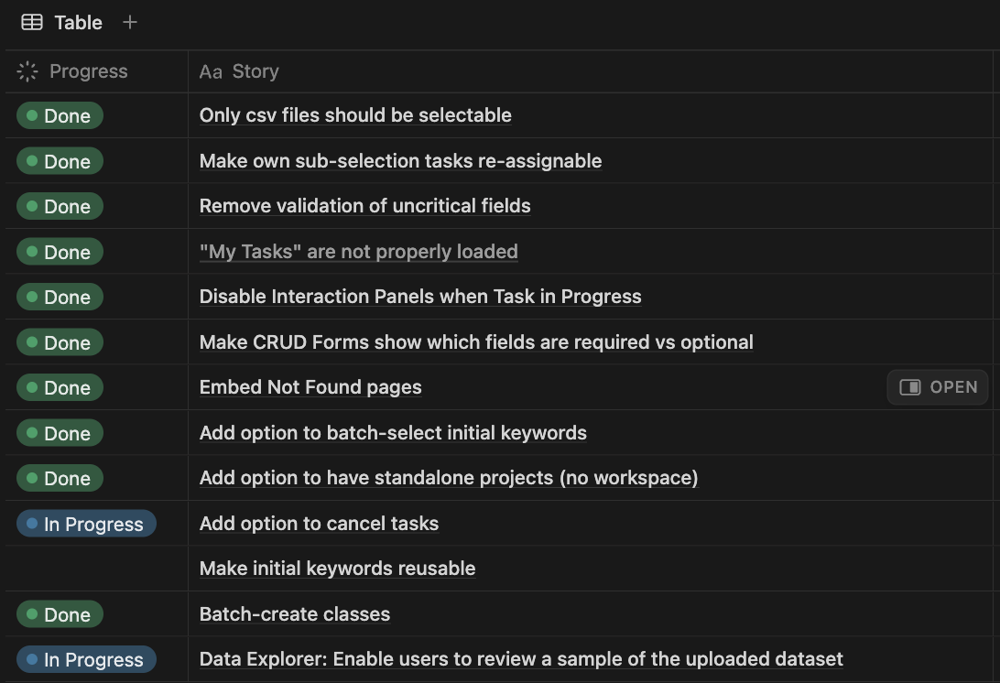 Table +
Progress Aa Story
Done Only csv files should be selectable
Done Make own sub-selection tasks re-assignable
Done Remove validation of uncritical fields
Done "My Tasks" are not properly loaded
Done Disable Interaction Panels when Task in Progress
Done Make CRUD Forms show which fields are required vs optional
Done Embed Not Found pages OPEN
Done Add option to batch-select initial keywords
Done Add option to have standalone projects (no workspace)
In Progress Add option to cancel tasks
Make initial keywords reusable
Done Batch-create classes
In Progress Data Explorer: Enable users to review a sample of the uploaded dataset